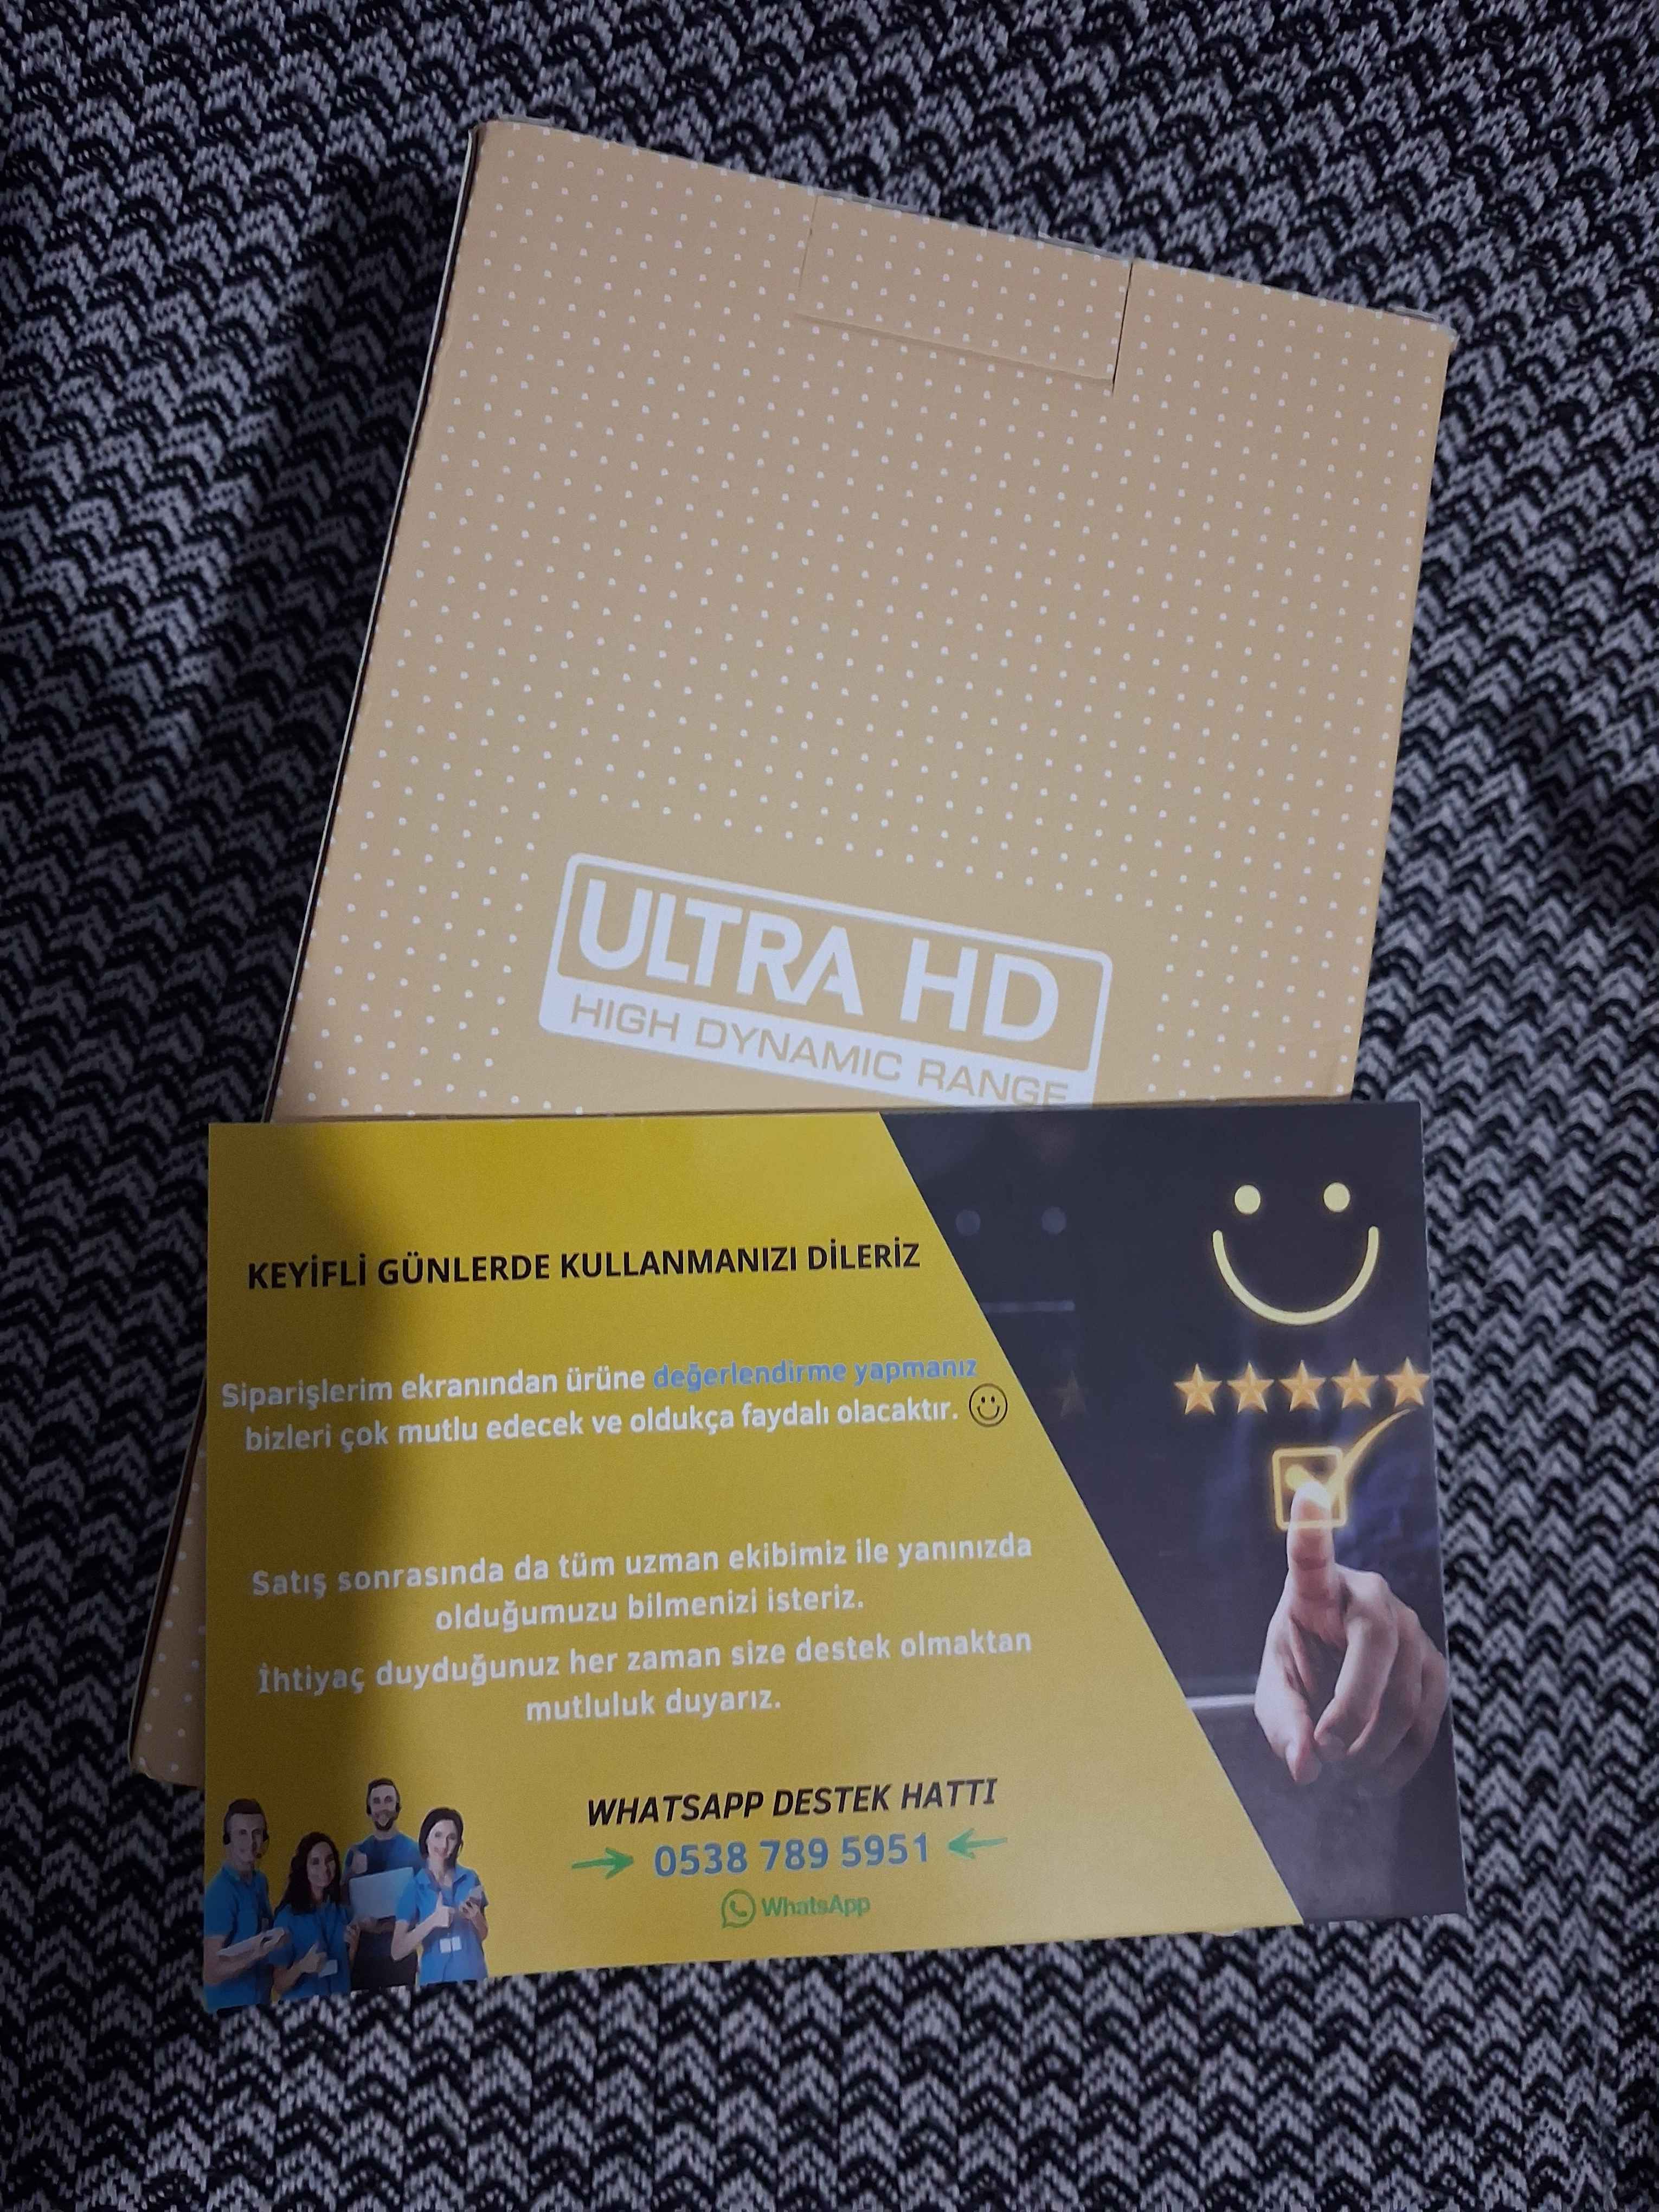 ULTRA HD
HIGH DYNAMIC RANGE
KEYİFLİ GÜNLERDE KULLANMANIZI DİLERİZ
Siparişlerim ekranından ürüne değerlendirme yapmanız
bizleri çok mutlu edecek ve oldukça faydalı olacaktır.
Satış sonrasında da tüm uzman ekibimiz ile yanınızda
olduğumuzu bilmenizi isteriz.
İhtiyaç duyduğunuz her zaman size destek olmaktan
mutluluk duyarız.
WHATSAPP DESTEK HATTI
0538 789 5951
WhatsApp